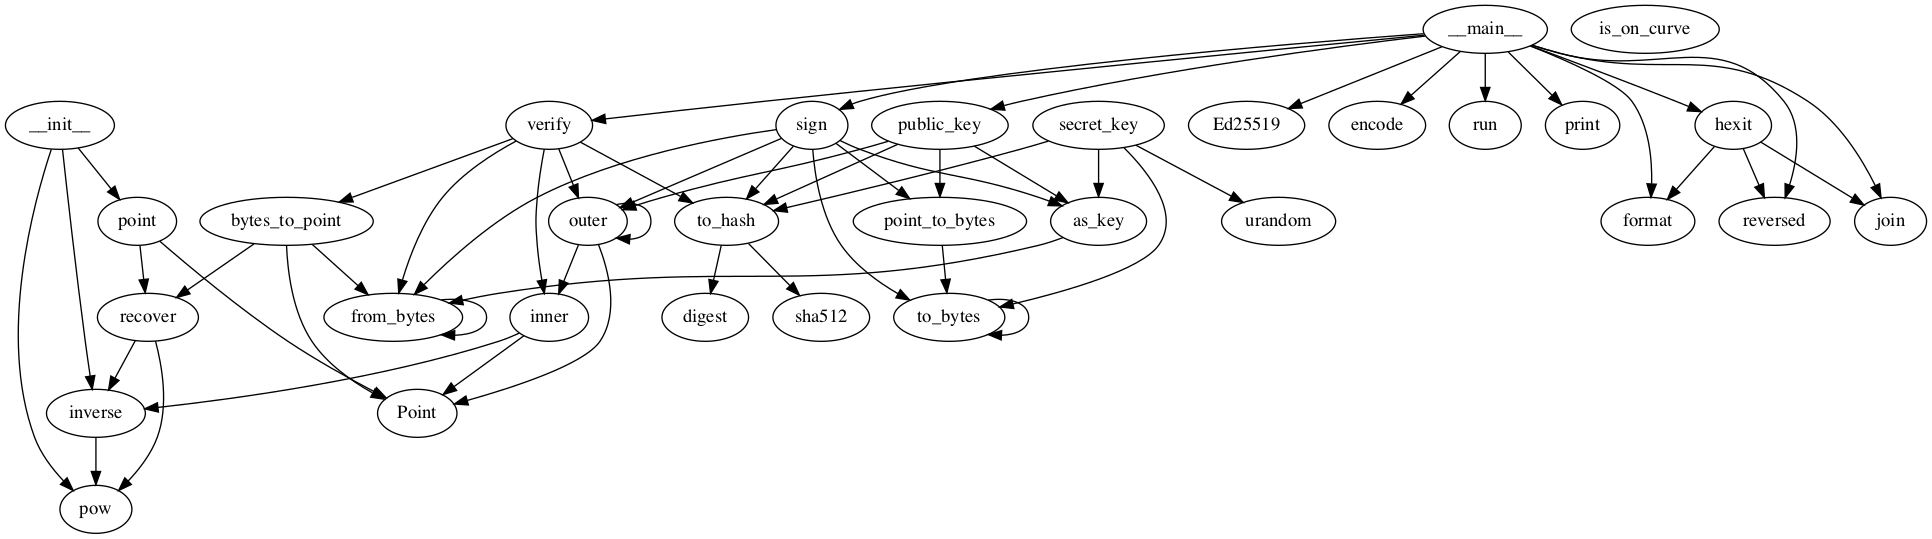 __main__
is_on_curve
__init__
verify
sign
public_key
secret_key
Ed25519
encode
run
print
hexit
point
bytes_to_point
outer
to_hash
point_to_bytes
as_key
urandom
format
reversed
join
recover
from_bytes
inner
digest
sha512
to_bytes
inverse
Point
pow